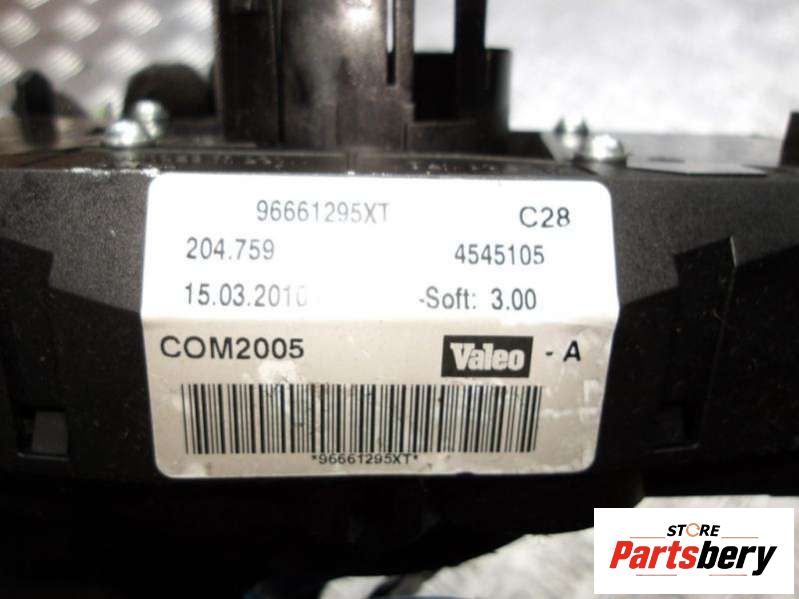 96661295XT C28
204.759 4545105
15.03.2010 -Soft: 3.00
COM2005 Valeo - A
*96661295XT*
STORE
Partsbery